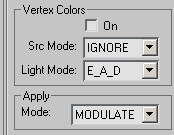 Vertex Colors
On
Src Mode: IGNORE
Light Mode: E_A_D
Apply
Mode: MODULATE